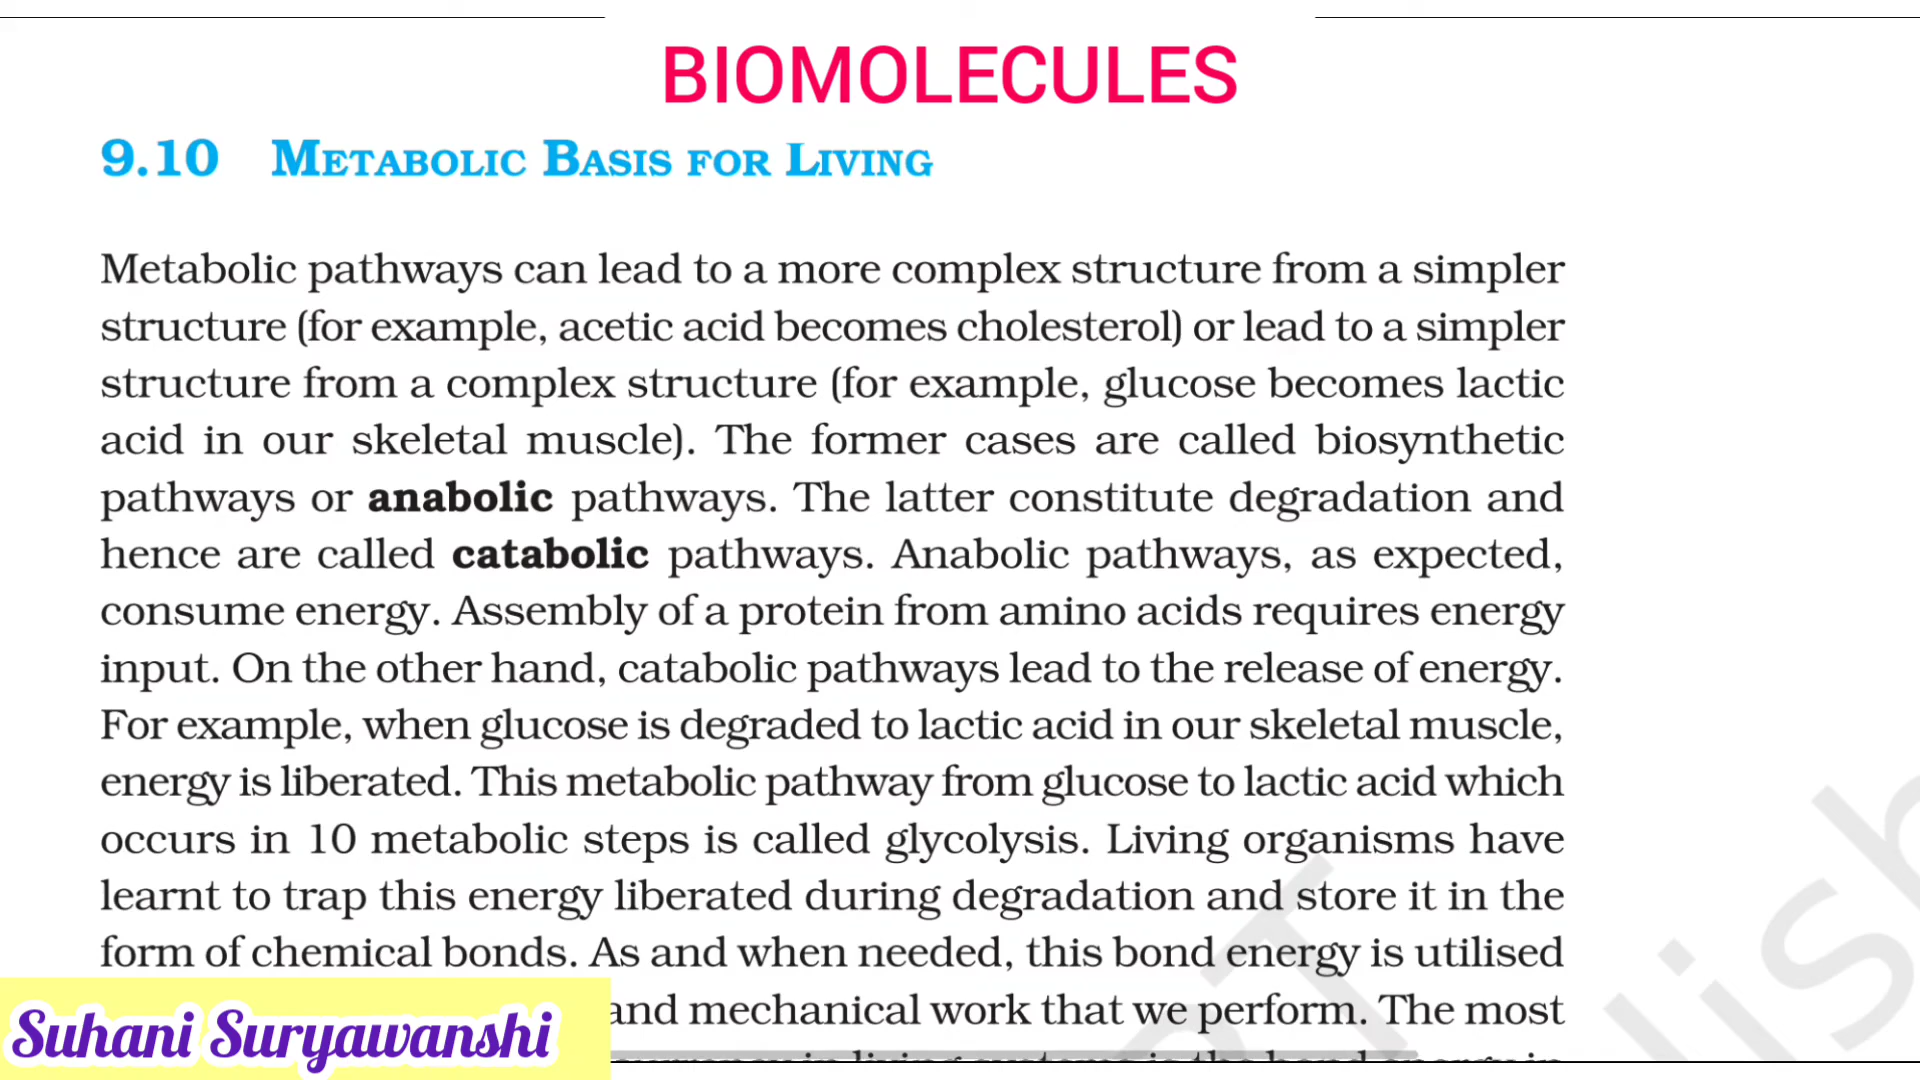 BIOMOLECULES
9.10 METABOLIC BASIS FOR LIVING
Metabolic pathways can lead to a more complex structure from a simpler
structure (for example, acetic acid becomes cholesterol) or lead to a simpler
structure from a complex structure (for example, glucose becomes lactic
acid in our skeletal muscle). The former cases are called biosynthetic
pathways or anabolic pathways. The latter constitute degradation and
hence are called catabolic pathways. Anabolic pathways, as expected,
consume energy. Assembly of a protein from amino acids requires energy
input. On the other hand, catabolic pathways lead to the release of energy.
For example, when glucose is degraded to lactic acid in our skeletal muscle,
energy is liberated. This metabolic pathway from glucose to lactic acid which
occurs in 10 metabolic steps is called glycolysis. Living organisms have
learnt to trap this energy liberated during degradation and store it in the
form of chemical bonds. As and when needed, this bond energy is utilised
and mechanical work that we perform. The most
Suhani Suryawanshi